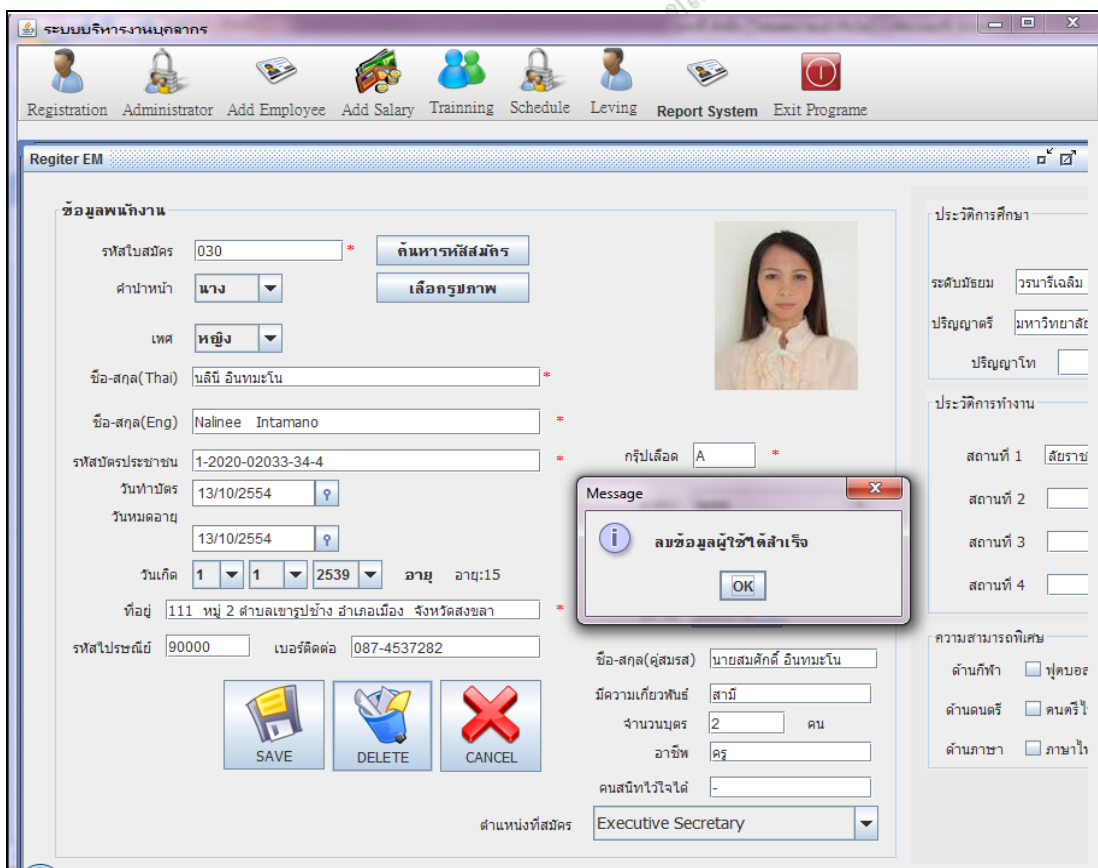 ระบบบริหารงานบุคลากร
Registration Administrator Add Employee Add Salary Trainning Schedule Leving Report System Exit Programe
Regiter EM
ข้อมูลพนักงาน
รหัสใบสมัคร 030 * ค้นหารหัสสมัคร
คำนำหน้า นาง เลือกรูปภาพ
เพศ หญิง
ชื่อ-สกุล(Thai) นลินี อินทมะโน *
ชื่อ-สกุล(Eng) Nalinee Intamano *
รหัสบัตรประชาชน 1-2020-02033-34-4 * กรุ๊ปเลือด A *
วันทำบัตร 13/10/2554
วันหมดอายุ
13/10/2554
วันเกิด 1 1 2539 อายุ อายุ:15
ที่อยู่ 111 หมู่ 2 ตำบลเขารูปช้าง อำเภอเมือง จังหวัดสงขลา *
รหัสไปรษณีย์ 90000 เบอร์ติดต่อ 087-4537282
SAVE DELETE CANCEL
Message
ลบข้อมูลผู้ใช้ได้สำเร็จ
OK
ชื่อ-สกุล(คู่สมรส) นายสมศักดิ์ อินทมะโน
มีความเกี่ยวพันธ์ สามี
จำนวนบุตร 2 คน
อาชีพ ครู
คนสนิทไว้ใจได้ -
ตำแหน่งที่สมัคร Executive Secretary
ประวัติการศึกษา
ระดับมัธยม วรนารีเฉลิม
ปริญญาตรี มหาวิทยาลัย
ปริญญาโท
ประวัติการทำงาน
สถานที่ 1
สถานที่ 2
สถานที่ 3
สถานที่ 4
ความสามารถพิเศษ
ด้านกีฬา ฟุตบอล
ด้านดนตรี
ด้านภาษา